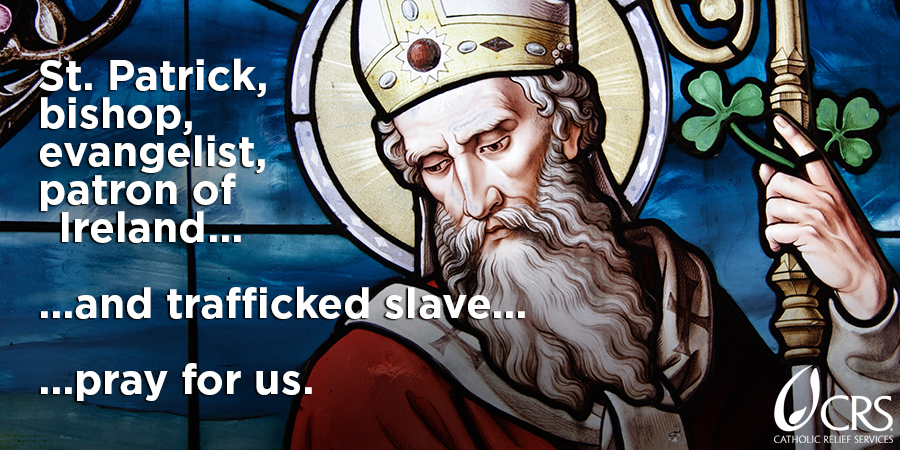 St. Patrick,
bishop,
evangelist,
patron of
Ireland...
...and trafficked slave...
...pray for us.
CRS
CATHOLIC RELIEF SERVICES